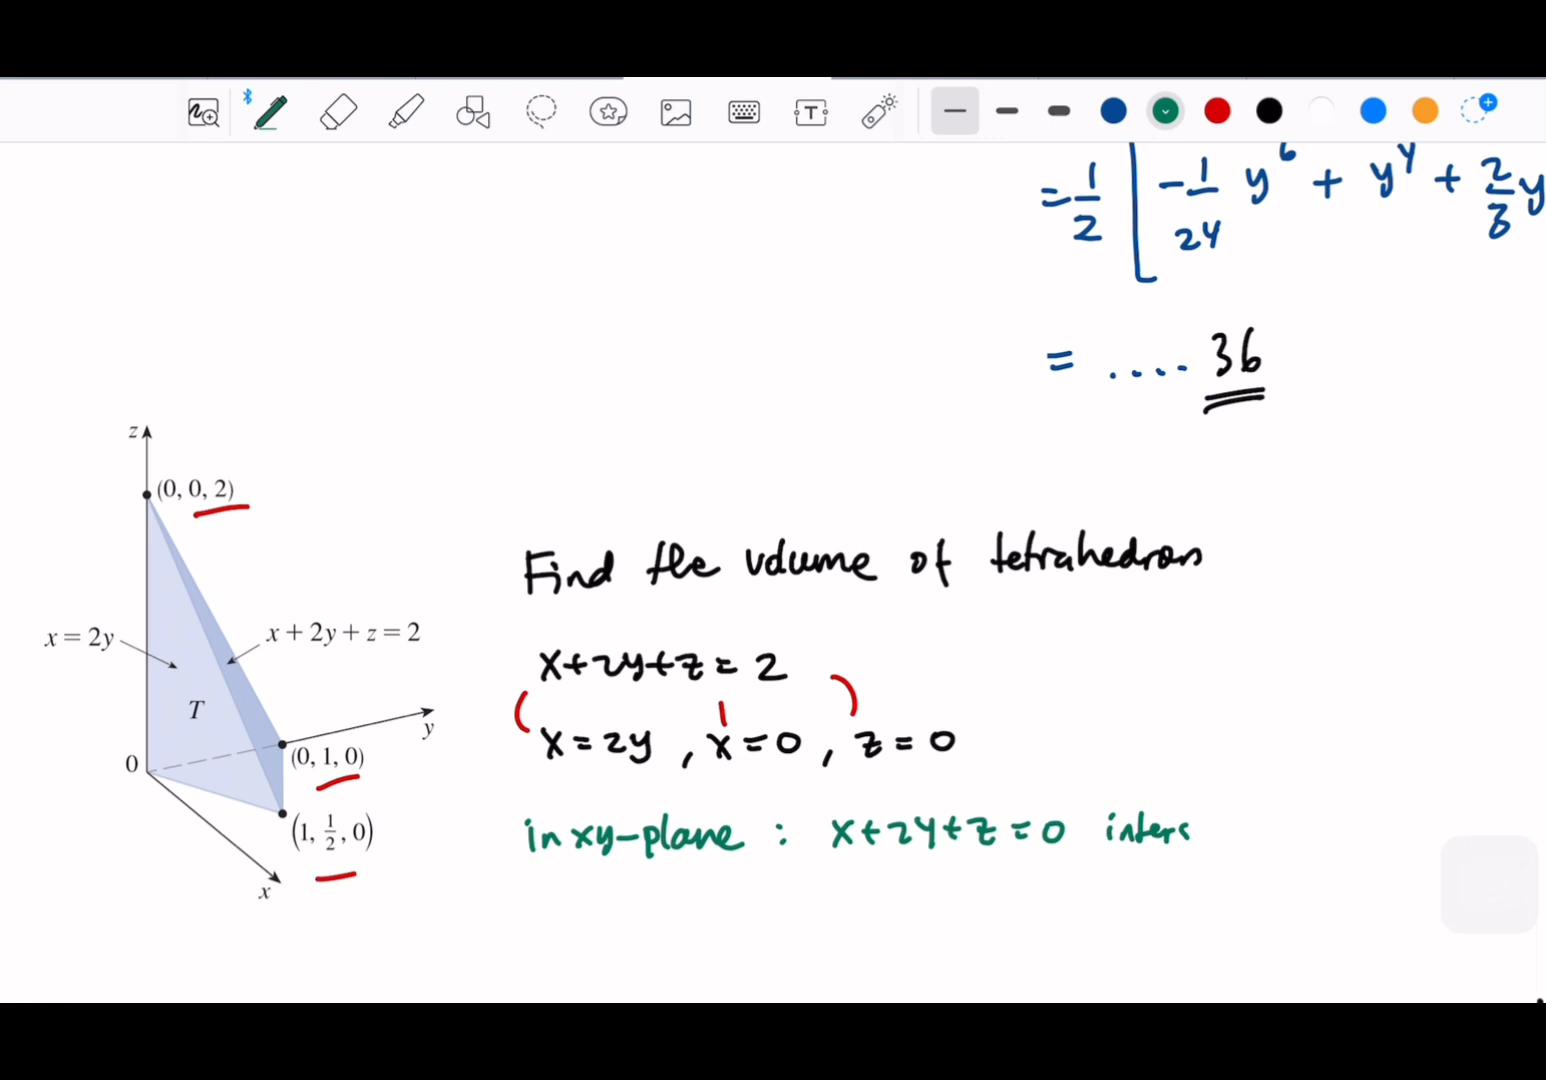 = 1/2 [ -1/24 y^6 + y^4 + 2/3 y
= .... 36
z
(0, 0, 2)
Find the volume of tetrahedron
x = 2y
x + 2y + z = 2
x+2y+z = 2
T
y
x=2y , x=0 , z=0
0
(0, 1, 0)
(1, 1/2, 0)
in xy-plane : x+2y+z=0 inters
x